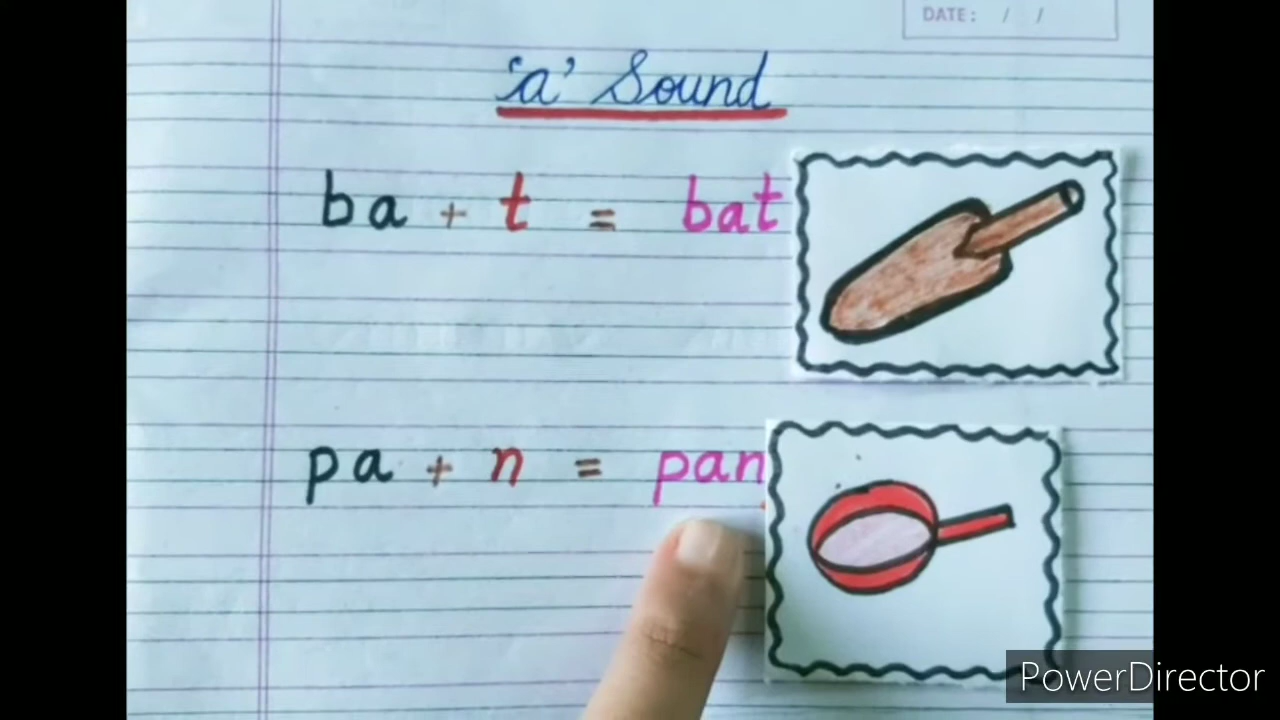 DATE: / /
'a' Sound
ba + t = bat
pa + n = pan
PowerDirector